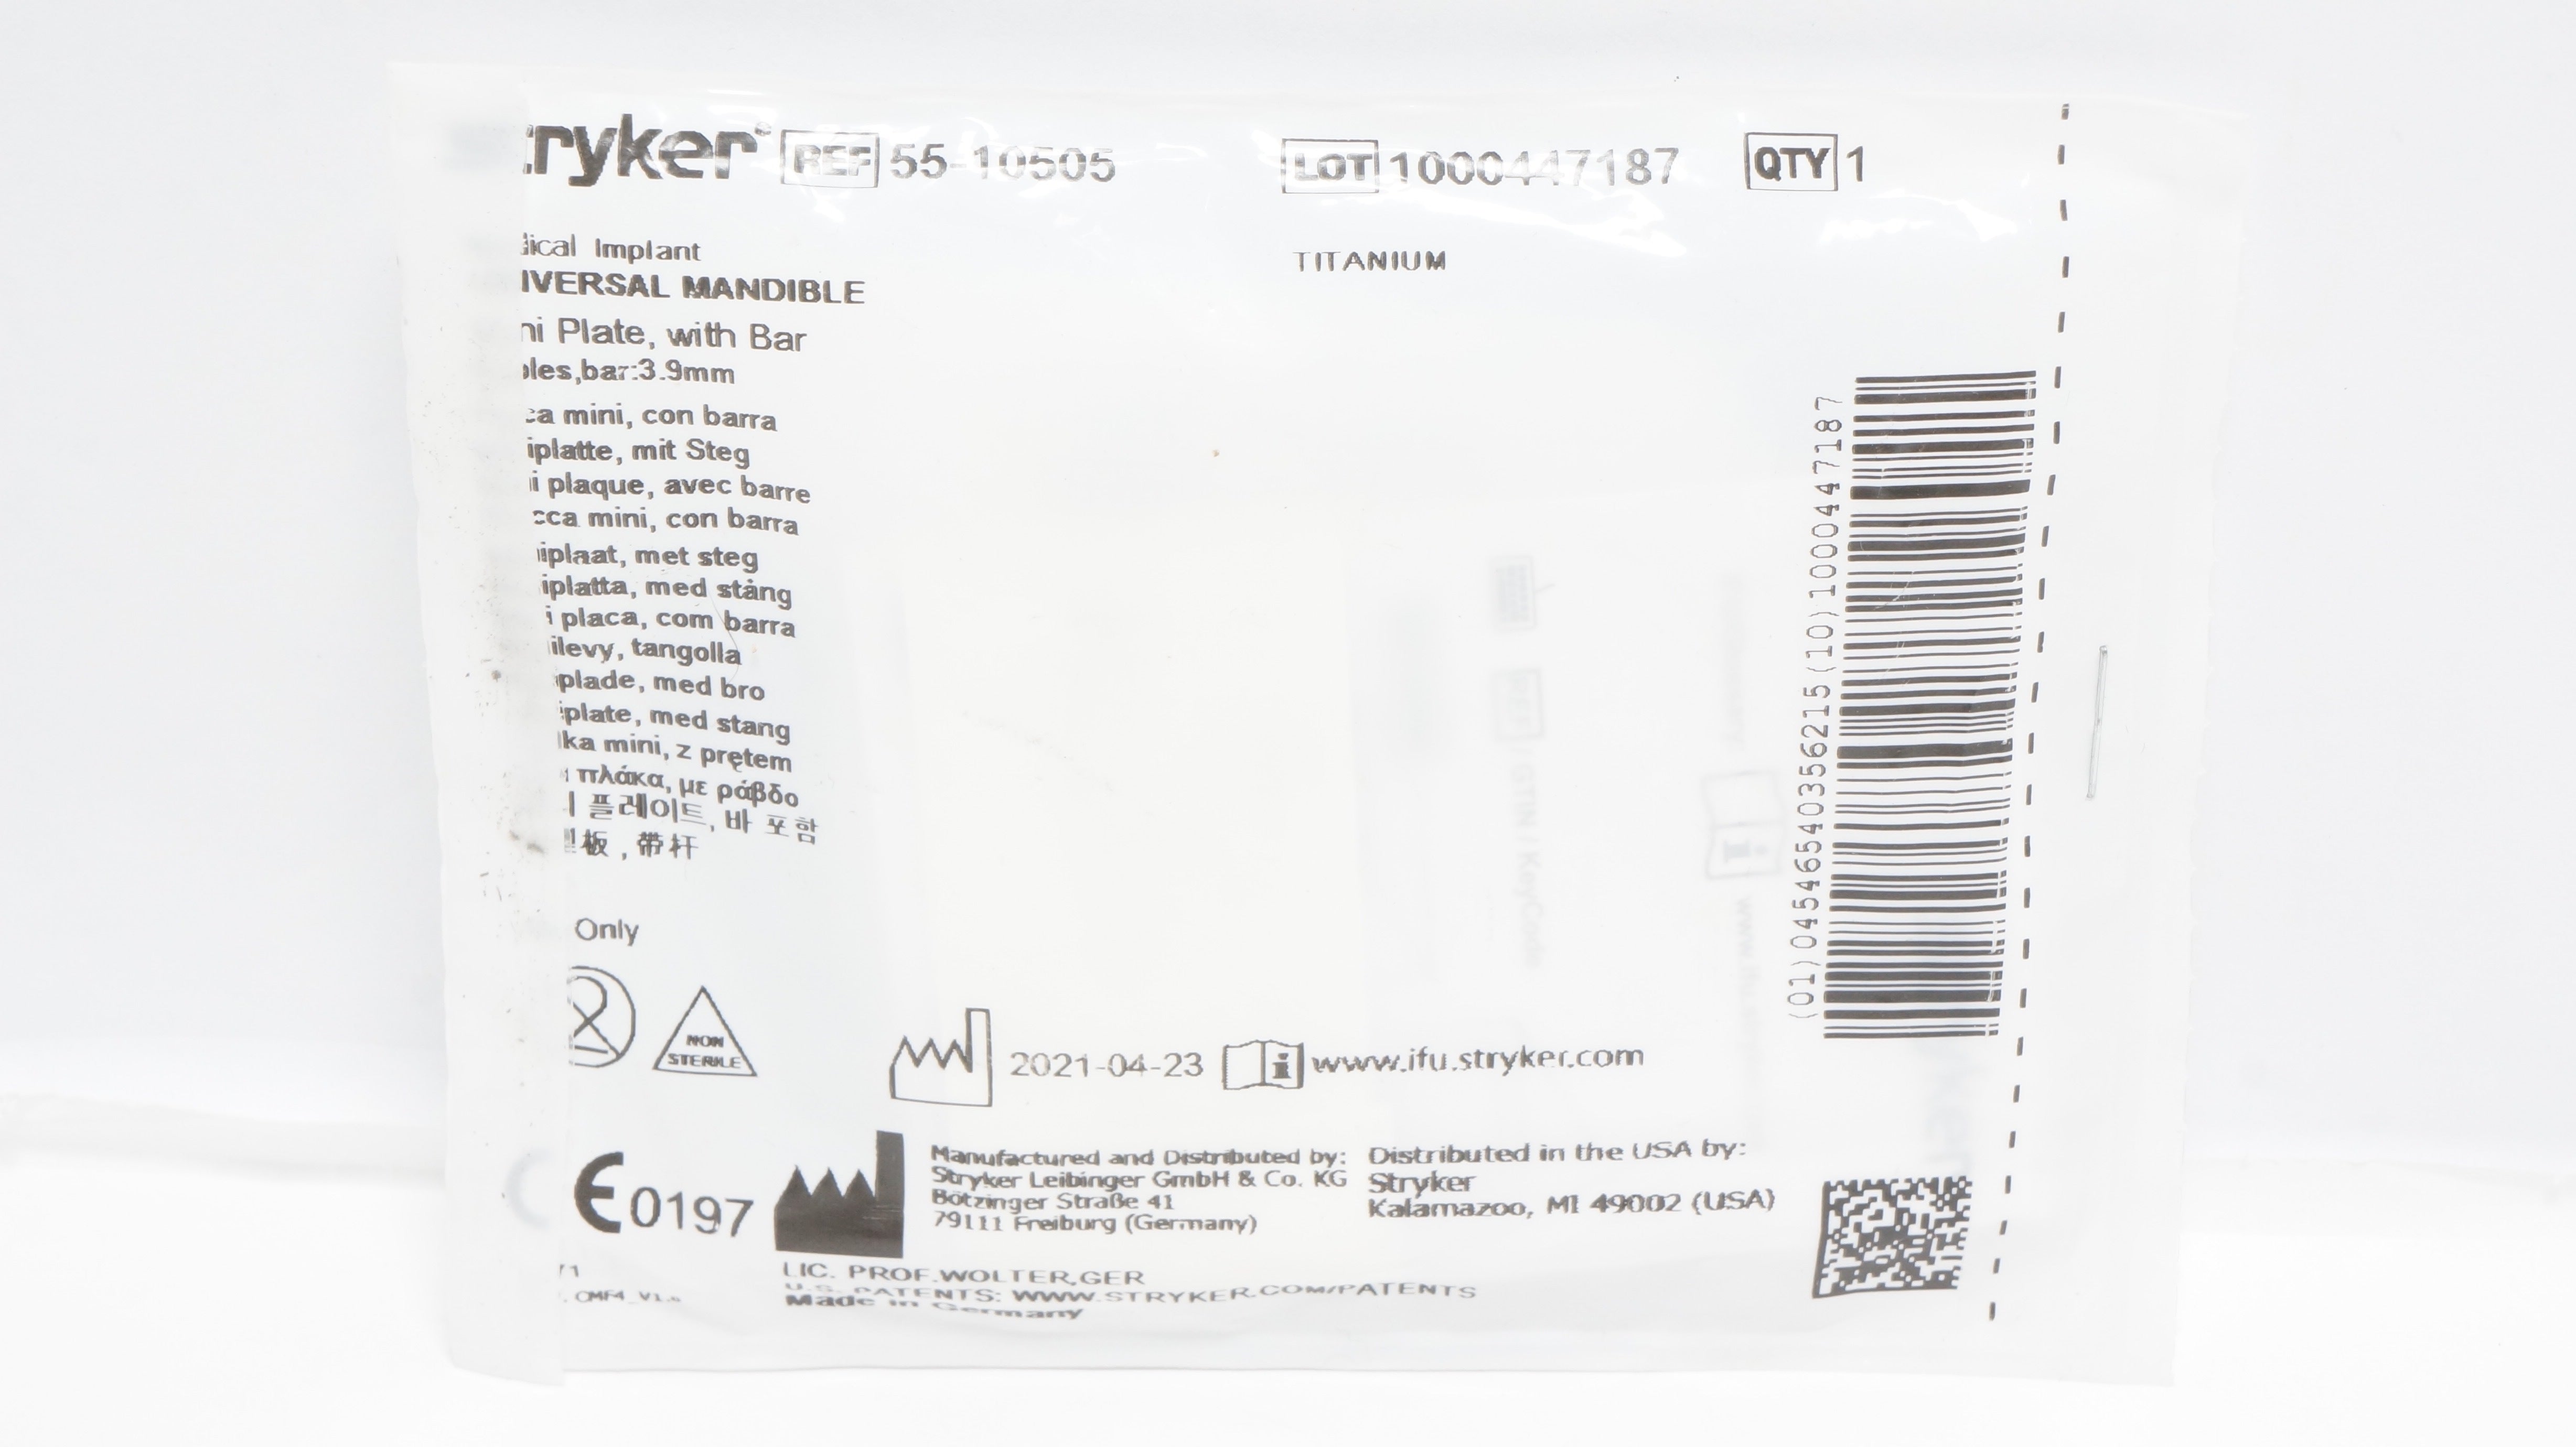 tryker® REF 55-10505 LOT 1000447187 QTY 1
ical Implant TITANIUM
IVERSAL MANDIBLE
ni Plate, with Bar
oles,bar:3.9mm
ca mini, con barra
iplatte, mit Steg
i plaque, avec barre
cca mini, con barra
iplaat, met steg
iplatta, med stång
i placa, com barra
ilevy, tangolla
plade, med bro
plate, med stang
łka mini, z prętem
πλάκα, με ράβδο
플레이트, 바 포함
板 , 带杆
(01)04546540356215(10)1000447187
Only
NON
STERILE
2021-04-23 www.ifu.stryker.com
CE 0197
Manufactured and Distributed by:
Stryker Leibinger GmbH & Co. KG
Bötzinger Straße 41
79111 Freiburg (Germany)
Distributed in the USA by:
Stryker
Kalamazoo, MI 49002 (USA)
LIC. PROF.WOLTER,GER
U.S. PATENTS: WWW.STRYKER.COM/PATENTS
Made in Germany